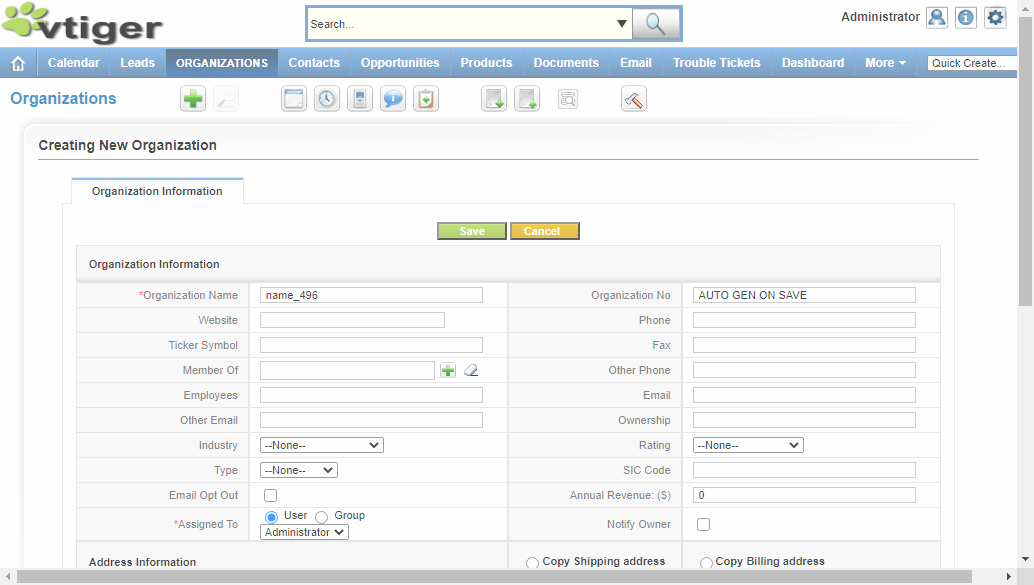 vtiger
Search...
Administrator
Calendar Leads ORGANIZATIONS Contacts Opportunities Products Documents Email Trouble Tickets Dashboard More Quick Create...
Organizations
Creating New Organization
Organization Information
Save Cancel
Organization Information
*Organization Name name_496 Organization No AUTO GEN ON SAVE
Website Phone
Ticker Symbol Fax
Member Of Other Phone
Employees Email
Other Email Ownership
Industry --None-- Rating --None--
Type --None-- SIC Code
Email Opt Out Annual Revenue: ($) 0
*Assigned To User Group Notify Owner
Administrator
Address Information Copy Shipping address Copy Billing address